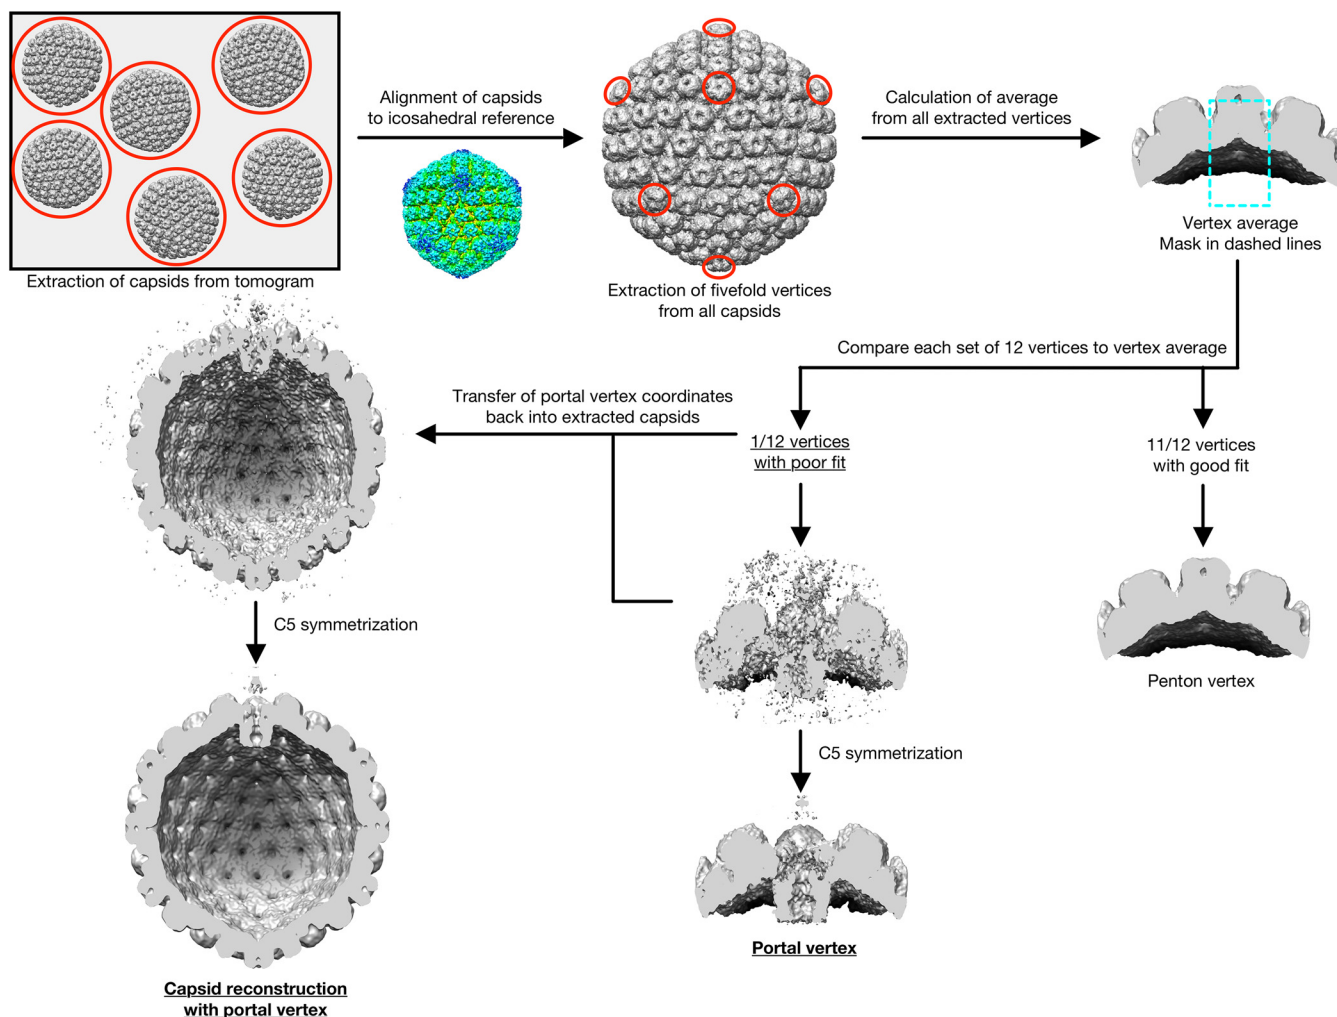 Extraction of capsids from tomogram
Alignment of capsids
to icosahedral reference
Extraction of fivefold vertices
from all capsids
Calculation of average
from all extracted vertices
Vertex average
Mask in dashed lines
Compare each set of 12 vertices to vertex average
Transfer of portal vertex coordinates
back into extracted capsids
1/12 vertices
with poor fit
11/12 vertices
with good fit
C5 symmetrization
Penton vertex
C5 symmetrization
Portal vertex
Capsid reconstruction
with portal vertex